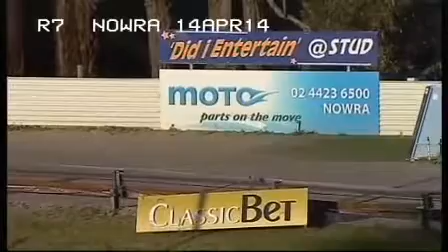 R7 NOWRA 14APR14
'Did i Entertain' @ STUD
MOTO 02 4423 6500
parts on the move NOWRA
CLASSICBET